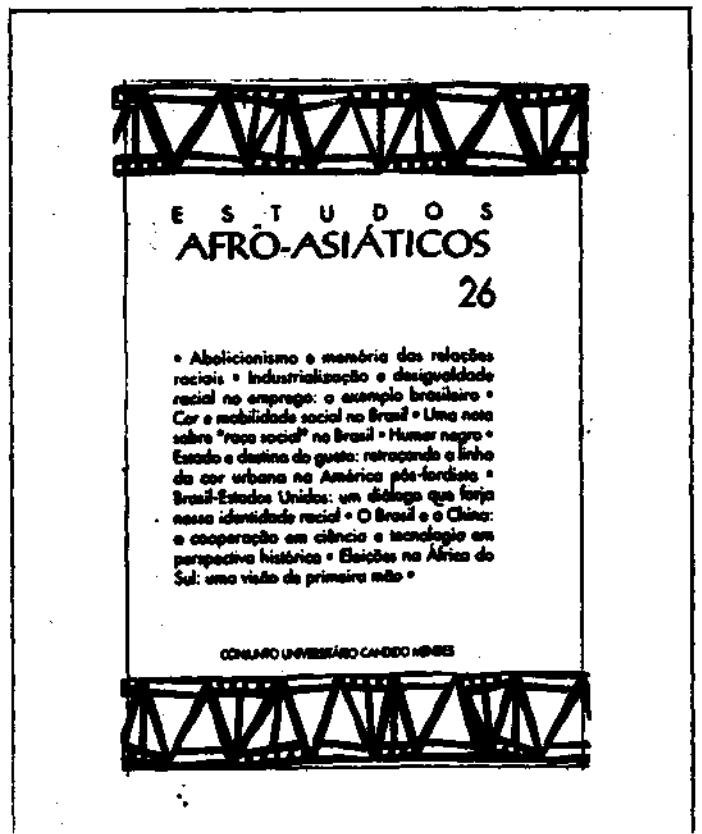 ESTUDOS
AFRO-ASIÁTICOS
26
• Abolicionismo e memória das relações
raciais • Industrialização e desigualdade
racial no emprego: o exemplo brasileiro •
Cor e mobilidade social no Brasil • Uma nota
sobre "raça social" no Brasil • Humor negro •
Estado e destino do gueto: retraçando a linha
da cor urbana na América pós-fordista •
Brasil-Estados Unidos: um diálogo que forja
nossa identidade racial • O Brasil e a China:
a cooperação em ciência e tecnologia em
perspectiva histórica • Eleições na África do
Sul: uma visão de primeira mão •
CONJUNTO UNIVERSITÁRIO CANDIDO MENDES